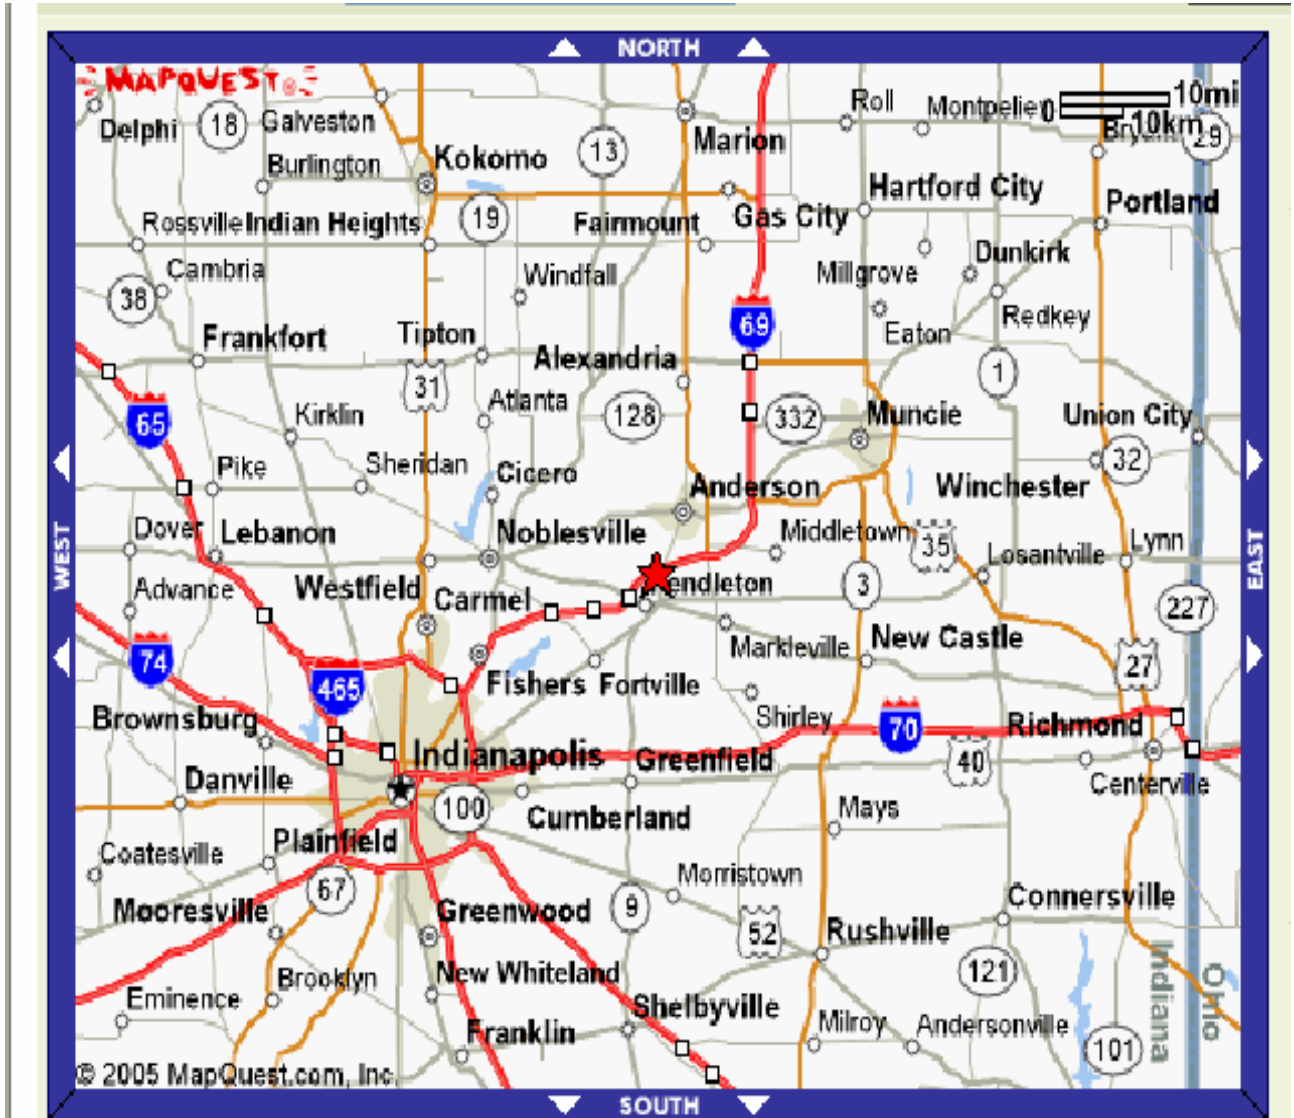 NORTH
MAPQUEST
10mi
0
10km
Roll
Montpelier
29
Delphi
18
Galveston
Marion
13
Kokomo
Burlington
Hartford City
Portland
19
Gas City
Rossville
Indian Heights
Fairmount
Dunkirk
Cambria
Windfall
Millgrove
38
Redkey
69
Eaton
Frankfort
Tipton
Alexandria
31
1
65
Kirklin
Atlanta
128
332
Muncie
Union City
Pike
Sheridan
Cicero
32
Anderson
Winchester
WEST
Dover
Lebanon
Noblesville
Middletown
35
Losantville
Lynn
EAST
Advance
Westfield
Carmel
Pendleton
3
227
74
Markleville
New Castle
27
465
Fishers
Fortville
Shirley
70
Richmond
Brownsburg
Indianapolis
Greenfield
40
Danville
Centerville
100
Cumberland
Mays
Plainfield
Coatesville
67
Morristown
9
Connersville
Mooresville
Greenwood
52
Rushville
121
Brooklyn
New Whiteland
Indiana
Ohio
Eminence
Shelbyville
Franklin
Milroy
Andersonville
101
© 2005 MapQuest.com, Inc.
SOUTH